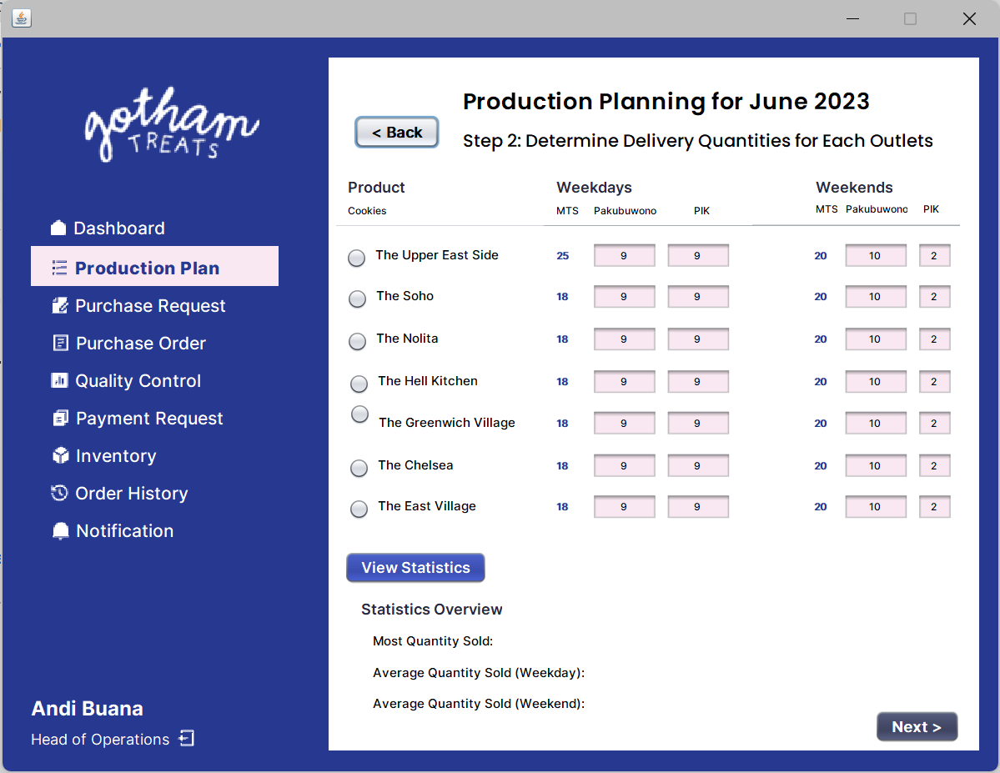 gotham
TREATS
Dashboard
Production Plan
Purchase Request
Purchase Order
Quality Control
Payment Request
Inventory
Order History
Notification
Andi Buana
Head of Operations
< Back
Production Planning for June 2023
Step 2: Determine Delivery Quantities for Each Outlets
Product Weekdays Weekends
Cookies MTS Pakubuwono PIK MTS Pakubuwono PIK
The Upper East Side 25 9 9 20 10 2
The Soho 18 9 9 20 10 2
The Nolita 18 9 9 20 10 2
The Hell Kitchen 18 9 9 20 10 2
The Greenwich Village 18 9 9 20 10 2
The Chelsea 18 9 9 20 10 2
The East Village 18 9 9 20 10 2
View Statistics
Statistics Overview
Most Quantity Sold:
Average Quantity Sold (Weekday):
Average Quantity Sold (Weekend):
Next >